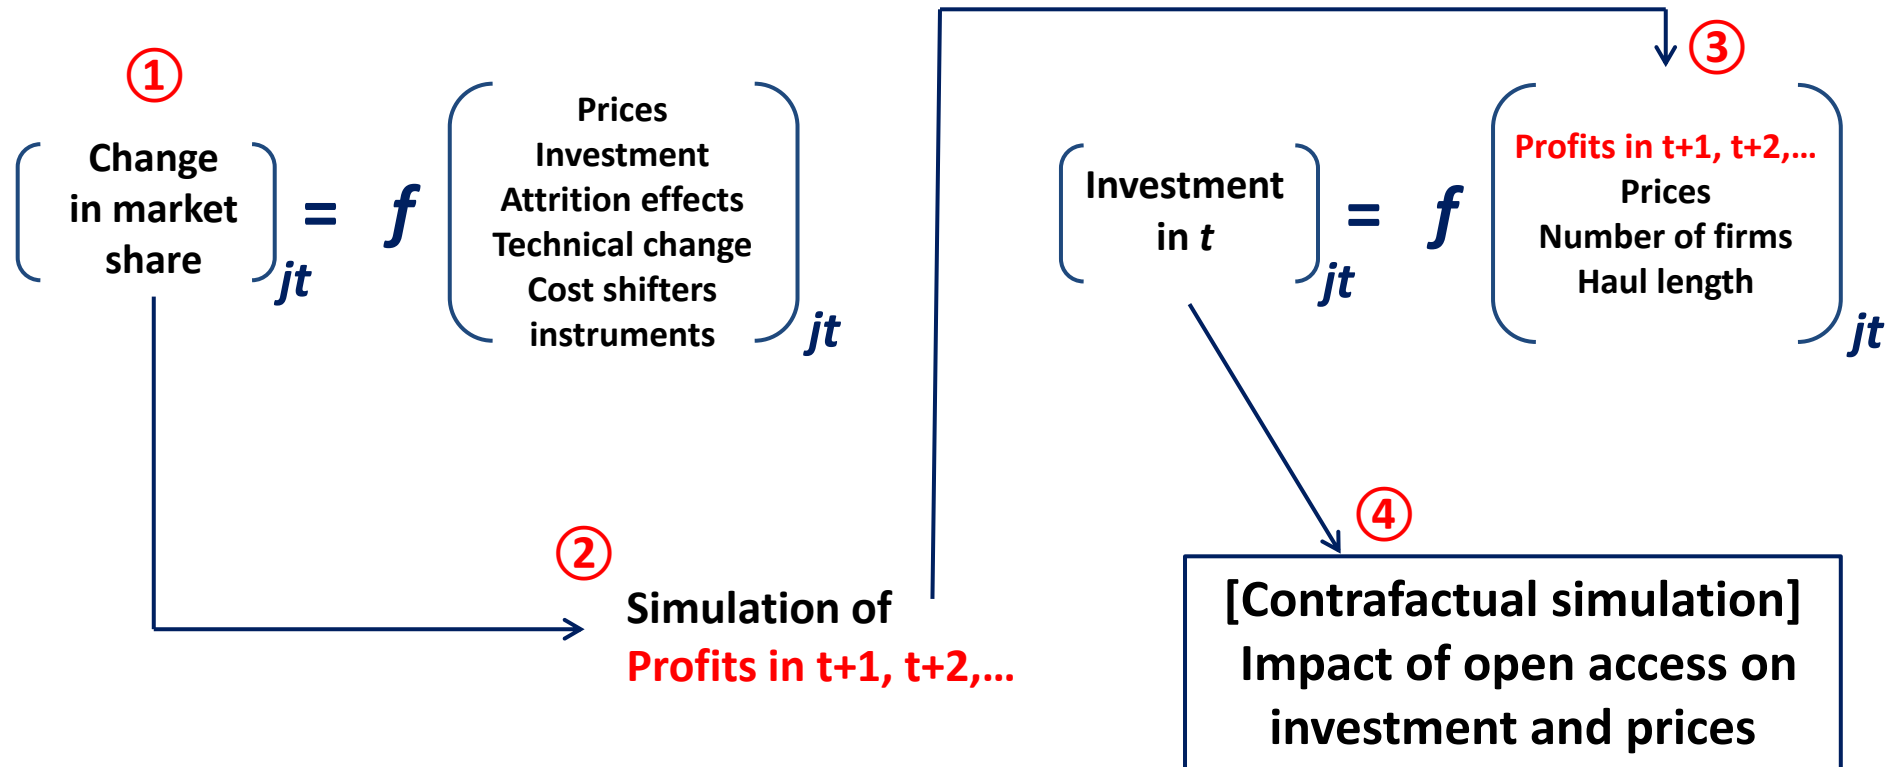 ①
Change
in market
share
jt
=
f
Prices
Investment
Attrition effects
Technical change
Cost shifters
instruments
jt
②
Simulation of
Profits in t+1, t+2,...
③
Investment
in t
jt
=
f
Profits in t+1, t+2,...
Prices
Number of firms
Haul length
jt
④
[Contrafactual simulation]
Impact of open access on
investment and prices